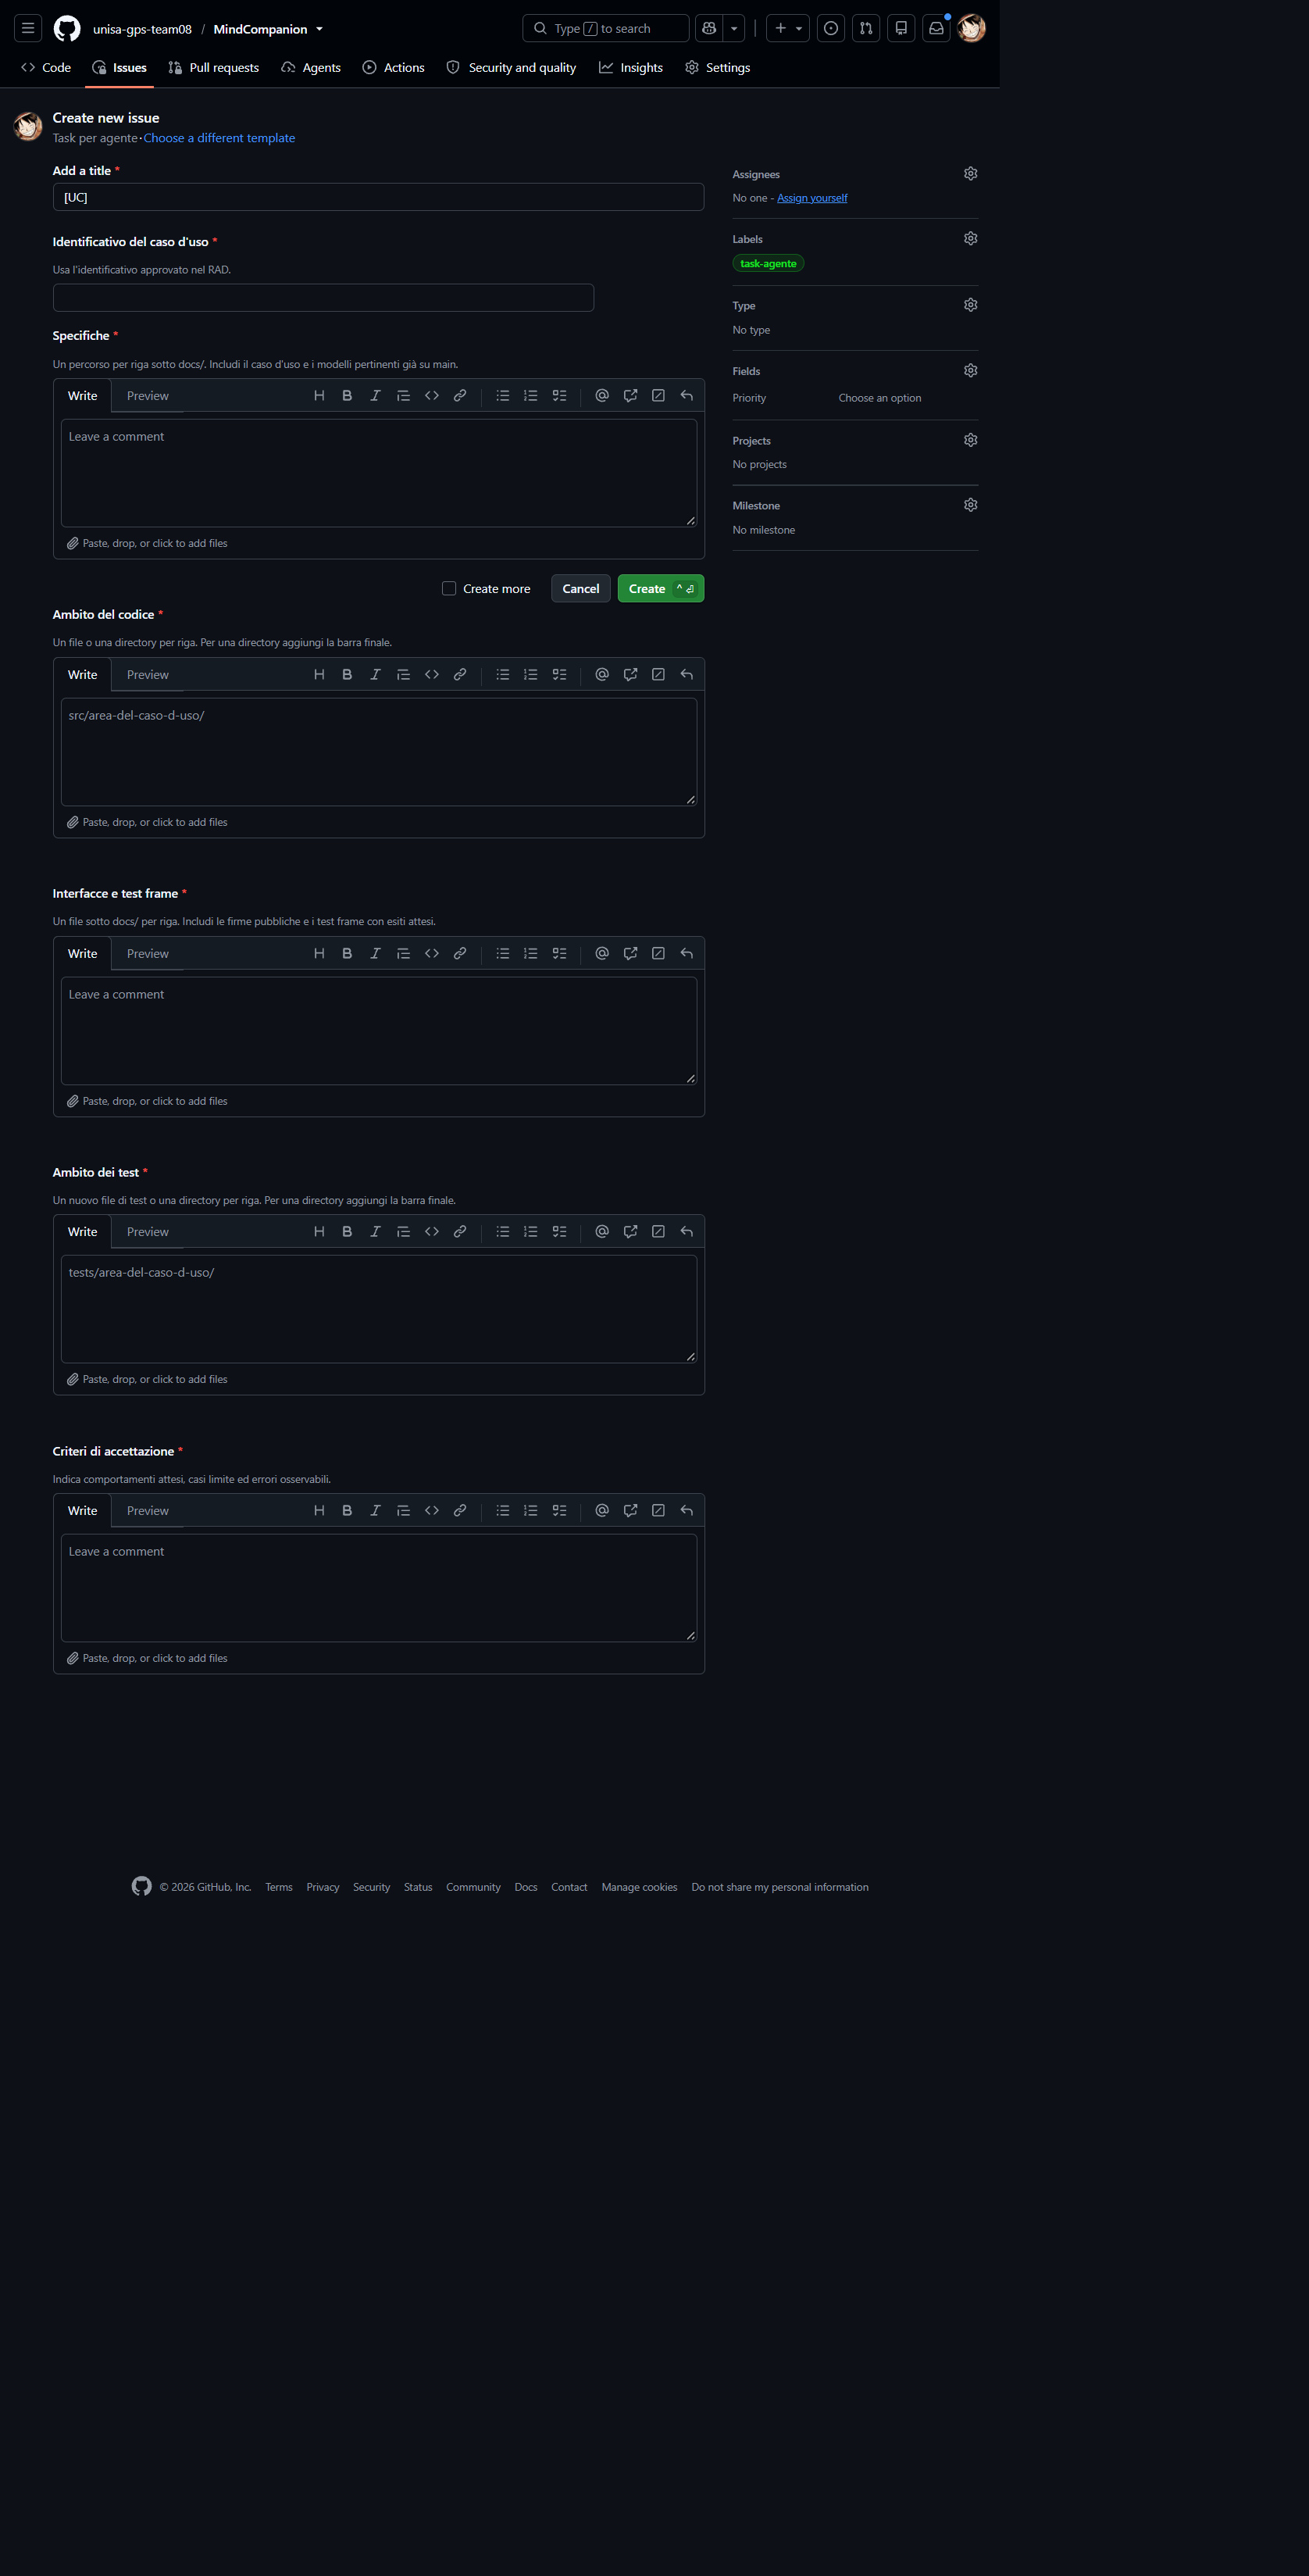 unisa-gps-team08 / MindCompanion
Type / to search
Code Issues Pull requests Agents Actions Security and quality Insights Settings
Create new issue
Task per agente · Choose a different template
Add a title *
[UC]
Identificativo del caso d'uso *
Usa l'identificativo approvato nel RAD.
Specifiche *
Un percorso per riga sotto docs/. Includi il caso d'uso e i modelli pertinenti già su main.
Write Preview
Leave a comment
Paste, drop, or click to add files
Create more Cancel Create
Ambito del codice *
Un file o una directory per riga. Per una directory aggiungi la barra finale.
Write Preview
src/area-del-caso-d-uso/
Paste, drop, or click to add files
Interfacce e test frame *
Un file sotto docs/ per riga. Includi le firme pubbliche e i test frame con esiti attesi.
Write Preview
Leave a comment
Paste, drop, or click to add files
Ambito dei test *
Un nuovo file di test o una directory per riga. Per una directory aggiungi la barra finale.
Write Preview
tests/area-del-caso-d-uso/
Paste, drop, or click to add files
Criteri di accettazione *
Indica comportamenti attesi, casi limite ed errori osservabili.
Write Preview
Leave a comment
Paste, drop, or click to add files
Assignees
No one - Assign yourself
Labels
task-agente
Type
No type
Fields
Priority Choose an option
Projects
No projects
Milestone
No milestone
© 2026 GitHub, Inc. Terms Privacy Security Status Community Docs Contact Manage cookies Do not share my personal information